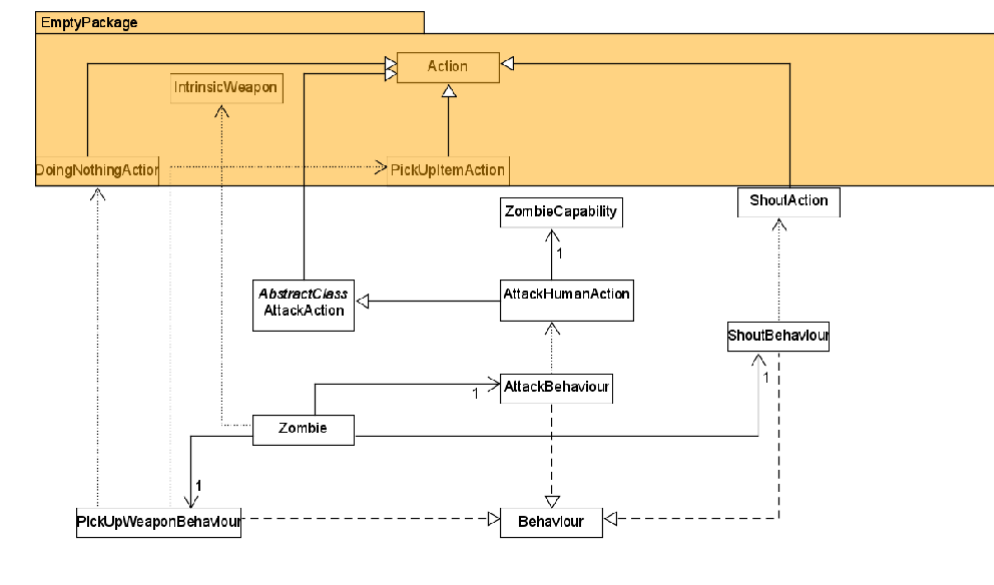 EmptyPackage
Action
IntrinsicWeapon
DoingNothingAction
PickUpItemAction
ShoutAction
ZombieCapability
1
AbstractClass
AttackAction
AttackHumanAction
ShoutBehaviour
1
AttackBehaviour
1
Zombie
1
PickUpWeaponBehaviour
Behaviour